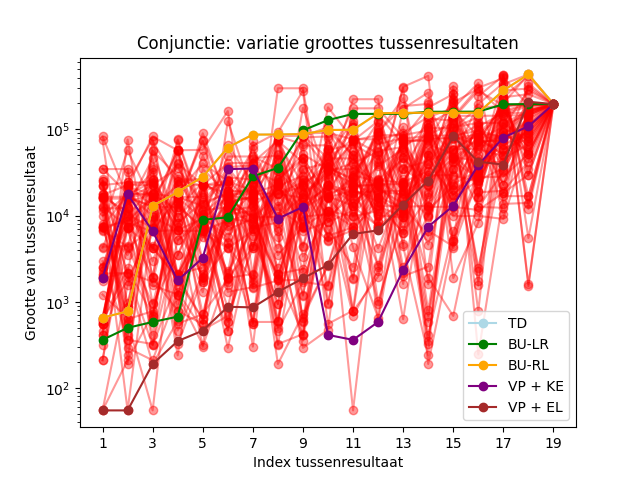 Conjunctie: variatie groottes tussenresultaten
Grootte van tussenresultaat
10^5
10^4
10^3
10^2
TD
BU-LR
BU-RL
VP + KE
VP + EL
1 3 5 7 9 11 13 15 17 19
Index tussenresultaat